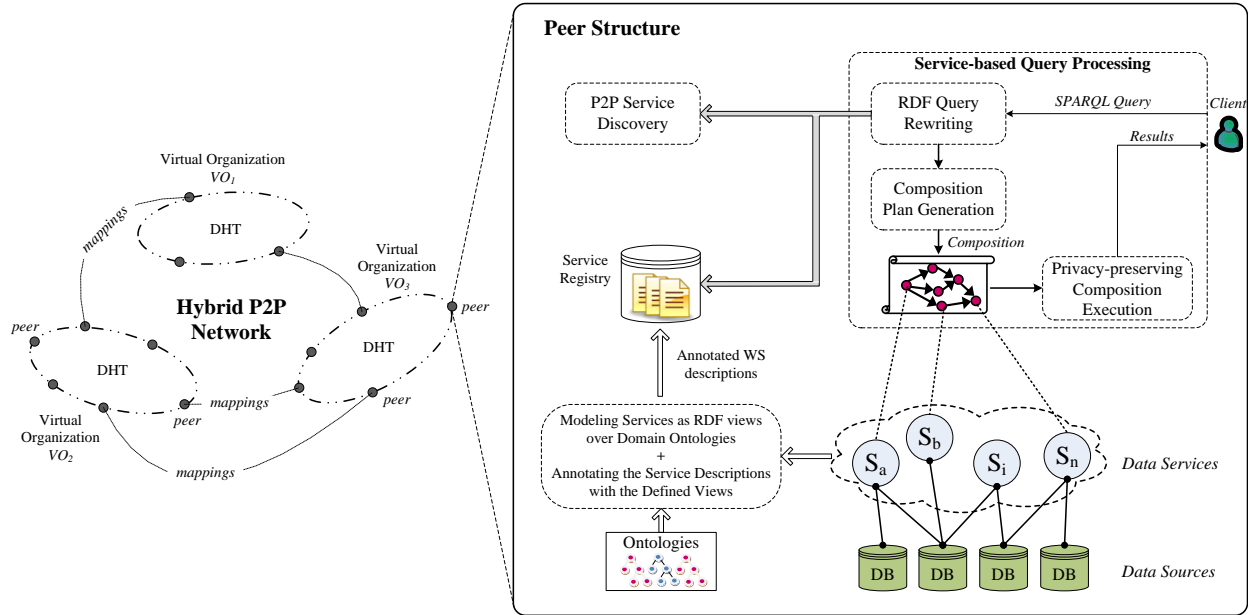 Peer Structure
Service-based Query Processing
P2P Service
Discovery
RDF Query
Rewriting
SPARQL Query
Client
Results
Composition
Plan Generation
Composition
Privacy-preserving
Composition
Execution
Service
Registry
Annotated WS
descriptions
Modeling Services as RDF views
over Domain Ontologies
+
Annotating the Service Descriptions
with the Defined Views
Ontologies
Sa
Sb
Si
Sn
Data Services
DB
DB
DB
DB
Data Sources
Virtual Organization
VO1
DHT
mappings
Virtual
Organization
VO3
peer
DHT
peer
Hybrid P2P
Network
peer
DHT
peer
mappings
Virtual
Organization
VO2
mappings